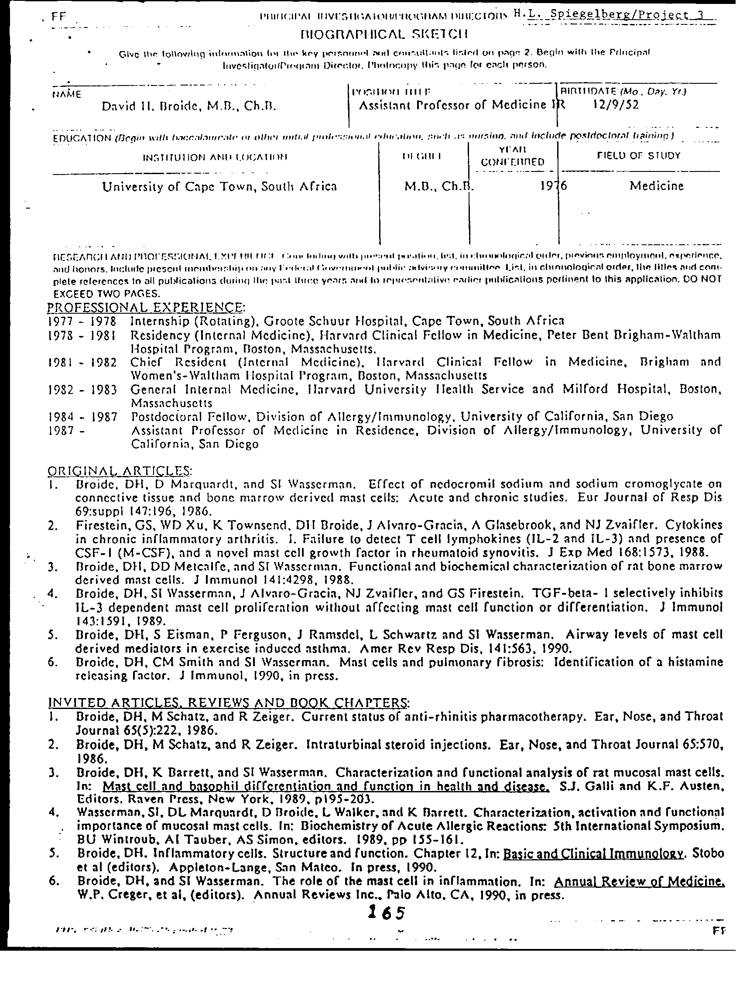 FF PRINCIPAL INVESTIGATOR/PROGRAM DIRECTORS H.L. Spiegelberg/Project 3
BIOGRAPHICAL SKETCH
Give the following information for the key personnel and consultants listed on page 2. Begin with the Principal
Investigator/Program Director. Photocopy this page for each person.
NAME POSITION TITLE BIRTHDATE (Mo., Day, Yr.)
David H. Broide, M.B., Ch.B. Assistant Professor of Medicine IR 12/9/52
EDUCATION (Begin with baccalaureate or other initial professional education, such as nursing, and include postdoctoral training.)
INSTITUTION AND LOCATION DEGREE YEAR CONFERRED FIELD OF STUDY
University of Cape Town, South Africa M.B., Ch.B. 1976 Medicine
RESEARCH AND PROFESSIONAL EXPERIENCE: Concluding with present position, list, in chronological order, previous employment, experience,
and honors. Include present membership on any Federal Government public advisory committee. List, in chronological order, the titles and com-
plete references to all publications during the past three years and to representative earlier publications pertinent to this application. DO NOT
EXCEED TWO PAGES.
PROFESSIONAL EXPERIENCE:
1977 - 1978 Internship (Rotating), Groote Schuur Hospital, Cape Town, South Africa
1978 - 1981 Residency (Internal Medicine), Harvard Clinical Fellow in Medicine, Peter Bent Brigham-Waltham
Hospital Program, Boston, Massachusetts.
1981 - 1982 Chief Resident (Internal Medicine), Harvard Clinical Fellow in Medicine, Brigham and
Women's-Waltham Hospital Program, Boston, Massachusetts
1982 - 1983 General Internal Medicine, Harvard University Health Service and Milford Hospital, Boston,
Massachusetts
1984 - 1987 Postdoctoral Fellow, Division of Allergy/Immunology, University of California, San Diego
1987 - Assistant Professor of Medicine in Residence, Division of Allergy/Immunology, University of
California, San Diego
ORIGINAL ARTICLES:
1. Broide, DH, D Marquardt, and SI Wasserman. Effect of nedocromil sodium and sodium cromoglycate on
connective tissue and bone marrow derived mast cells: Acute and chronic studies. Eur Journal of Resp Dis
69:suppl 147:196, 1986.
2. Firestein, GS, WD Xu, K Townsend, DH Broide, J Alvaro-Gracia, A Glasebrook, and NJ Zvaifler. Cytokines
in chronic inflammatory arthritis. I. Failure to detect T cell lymphokines (IL-2 and IL-3) and presence of
CSF-1 (M-CSF), and a novel mast cell growth factor in rheumatoid synovitis. J Exp Med 168:1573, 1988.
3. Broide, DH, DD Metcalfe, and SI Wasserman. Functional and biochemical characterization of rat bone marrow
derived mast cells. J Immunol 141:4298, 1988.
4. Broide, DH, SI Wasserman, J Alvaro-Gracia, NJ Zvaifler, and GS Firestein. TGF-beta- 1 selectively inhibits
IL-3 dependent mast cell proliferation without affecting mast cell function or differentiation. J Immunol
143:1591, 1989.
5. Broide, DH, S Eisman, P Ferguson, J Ramsdel, L Schwartz and SI Wasserman. Airway levels of mast cell
derived mediators in exercise induced asthma. Amer Rev Resp Dis, 141:563, 1990.
6. Broide, DH, CM Smith and SI Wasserman. Mast cells and pulmonary fibrosis: Identification of a histamine
releasing factor. J Immunol, 1990, in press.
INVITED ARTICLES, REVIEWS AND BOOK CHAPTERS:
1. Broide, DH, M Schatz, and R Zeiger. Current status of anti-rhinitis pharmacotherapy. Ear, Nose, and Throat
Journal 65(5):222, 1986.
2. Broide, DH, M Schatz, and R Zeiger. Intraturbinal steroid injections. Ear, Nose, and Throat Journal 65:570,
1986.
3. Broide, DH, K Barrett, and SI Wasserman. Characterization and functional analysis of rat mucosal mast cells.
In: Mast cell and basophil differentiation and function in health and disease. S.J. Galli and K.F. Austen,
Editors. Raven Press, New York, 1989, p195-203.
4. Wasserman, SI, DL Marquardt, D Broide, L Walker, and K Barrett. Characterization, activation and functional
importance of mucosal mast cells. In: Biochemistry of Acute Allergic Reactions: 5th International Symposium.
BU Wintroub, AI Tauber, AS Simon, editors. 1989, pp 155-161.
5. Broide, DH. Inflammatory cells. Structure and function. Chapter 12, In: Basic and Clinical Immunology. Stobo
et al (editors). Appleton-Lange, San Mateo. In press, 1990.
6. Broide, DH, and SI Wasserman. The role of the mast cell in inflammation. In: Annual Review of Medicine.
W.P. Creger, et al, (editors). Annual Reviews Inc., Palo Alto, CA, 1990, in press.
165
FF